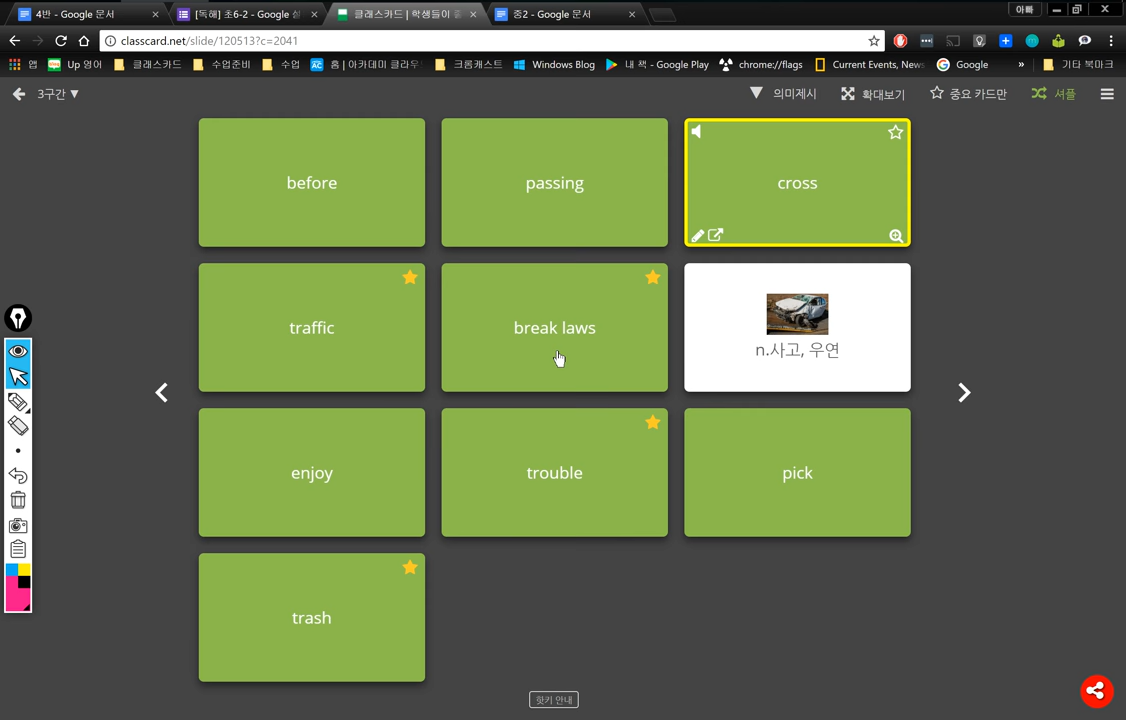 4반 - Google 문서
[독해] 초6-2 - Google 설
클래스카드 | 학생들이 좋
중2 - Google 문서
아빠
classcard.net/slide/120513?c=2041
앱
Up 영어
클래스카드
수업준비
수업
홈 | 아카데미 클라우
크롬캐스트
Windows Blog
내 책 - Google Play
chrome://flags
Current Events, News
Google
»
기타 북마크
3구간 ▼
의미제시
확대보기
중요 카드만
셔플
before
passing
cross
traffic
break laws
n.사고, 우연
enjoy
trouble
pick
trash
핫키 안내